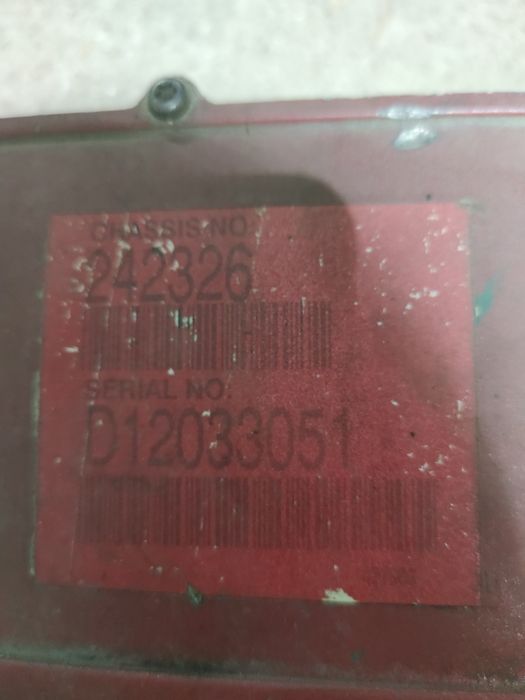 CHASSIS NO.
242326
SERIAL NO.
D12033051